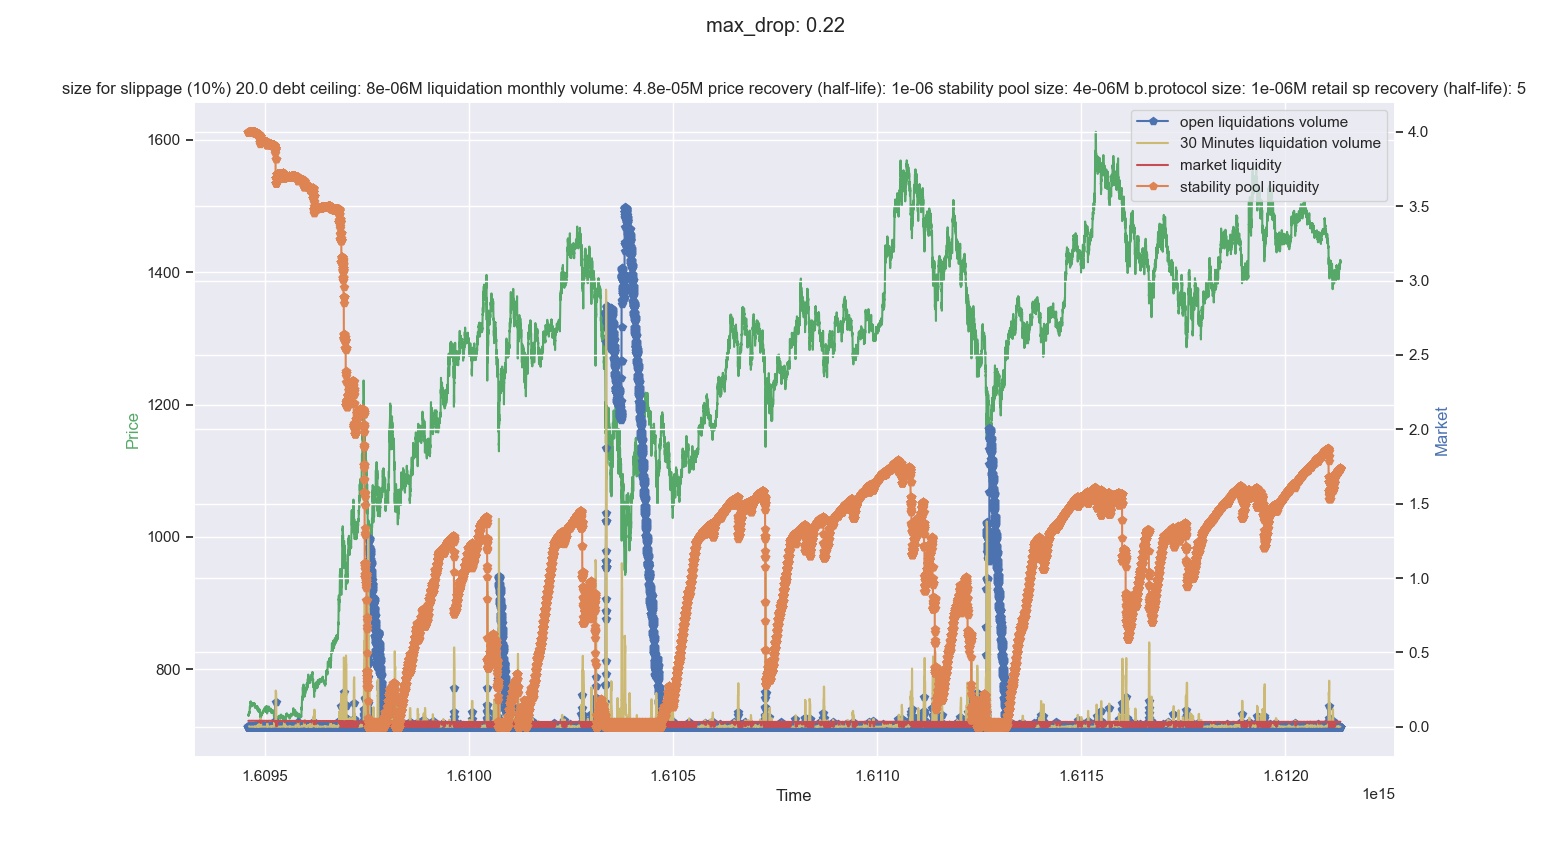 max_drop: 0.22
size for slippage (10%) 20.0 debt ceiling: 8e-06M liquidation monthly volume: 4.8e-05M price recovery (half-life): 1e-06 stability pool size: 4e-06M b.protocol size: 1e-06M retail sp recovery (half-life): 5
open liquidations volume
30 Minutes liquidation volume
market liquidity
stability pool liquidity
1600
1400
1200
1000
800
Price
4.0
3.5
3.0
2.5
2.0
1.5
1.0
0.5
0.0
Market
1.6095 1.6100 1.6105 1.6110 1.6115 1.6120
Time
1e15